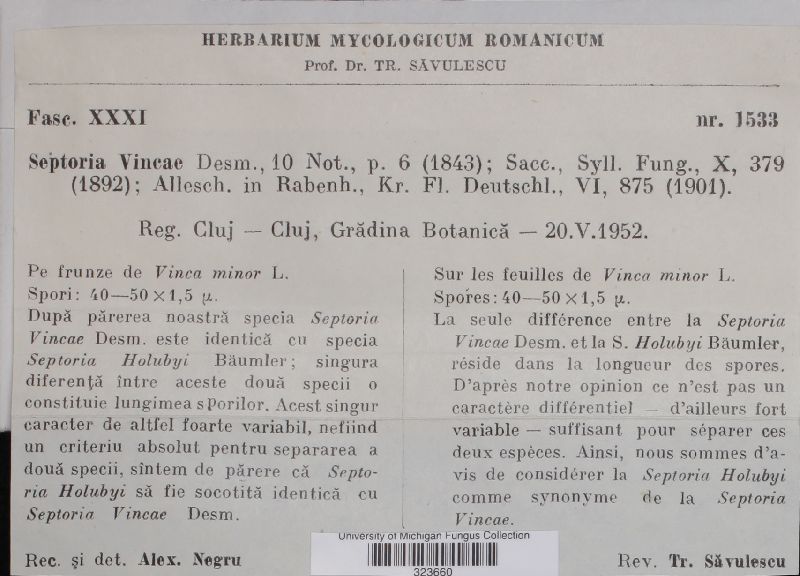 HERBARIUM MYCOLOGICUM ROMANICUM
Prof. Dr. TR. SĂVULESCU
Fasc. XXXI nr. 1533
Septoria Vincae Desm., 10 Not., p. 6 (1843); Sacc., Syll. Fung., X, 379
(1892); Allesch. in Rabenh., Kr. Fl. Deutschl., VI, 875 (1901).
Reg. Cluj — Cluj, Grădina Botanică — 20.V.1952.
Pe frunze de Vinca minor L.
Spori: 40—50 × 1,5 μ.
După părerea noastră specia Septoria
Vincae Desm. este identică cu specia
Septoria Holubyi Bäumler; singura
diferență între aceste două specii o
constituie lungimea sporilor. Acest singur
caracter de altfel foarte variabil, nefiind
un criteriu absolut pentru separarea a
două specii, sîntem de părere că Septo-
ria Holubyi să fie socotită identică cu
Septoria Vincae Desm.
Sur les feuilles de Vinca minor L.
Spores: 40—50 × 1,5 μ.
La seule différence entre la Septoria
Vincae Desm. et la S. Holubyi Bäumler,
réside dans la longueur des spores.
D'après notre opinion ce n'est pas un
caractère différentiel — d'ailleurs fort
variable — suffisant pour séparer ces
deux espèces. Ainsi, nous sommes d'a-
vis de considérer la Septoria Holubyi
comme synonyme de la Septoria
Vincae.
Rec. și det. Alex. Negru
Rev. Tr. Săvulescu
University of Michigan Fungus Collection
323660